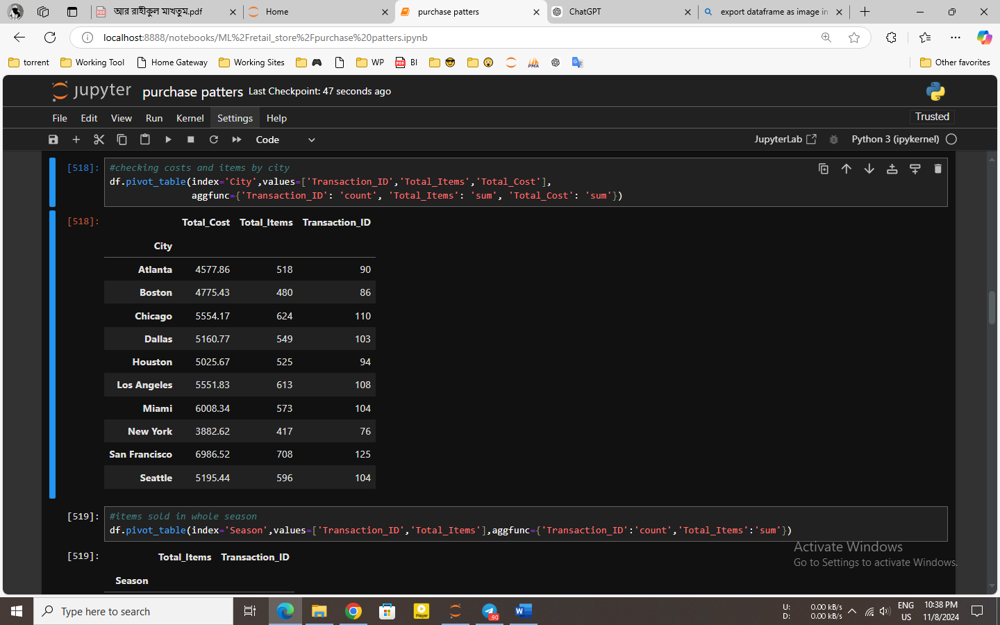 আর রাহীকুল মাখতুম.pdf
Home
purchase patters
ChatGPT
export dataframe as image in
localhost:8888/notebooks/ML%2Fretail_store%2Fpurchase%20patters.ipynb
torrent
Working Tool
Home Gateway
Working Sites
WP
BI
Other favorites
jupyter purchase patters Last Checkpoint: 47 seconds ago
File Edit View Run Kernel Settings Help
Trusted
Code
JupyterLab
Python 3 (ipykernel)
[518]:
#checking costs and items by city
df.pivot_table(index='City',values=['Transaction_ID','Total_Items','Total_Cost'],
aggfunc={'Transaction_ID': 'count', 'Total_Items': 'sum', 'Total_Cost': 'sum'})
[518]:
Total_Cost Total_Items Transaction_ID
City
Atlanta 4577.86 518 90
Boston 4775.43 480 86
Chicago 5554.17 624 110
Dallas 5160.77 549 103
Houston 5025.67 525 94
Los Angeles 5551.83 613 108
Miami 6008.34 573 104
New York 3882.62 417 76
San Francisco 6986.52 708 125
Seattle 5195.44 596 104
[519]:
#items sold in whole season
df.pivot_table(index='Season',values=['Transaction_ID','Total_Items'],aggfunc={'Transaction_ID':'count','Total_Items':'sum'})
[519]:
Total_Items Transaction_ID
Season
Activate Windows
Go to Settings to activate Windows.
Type here to search
U: 0.00 kB/s
D: 0.00 kB/s
ENG
US
10:38 PM
11/8/2024